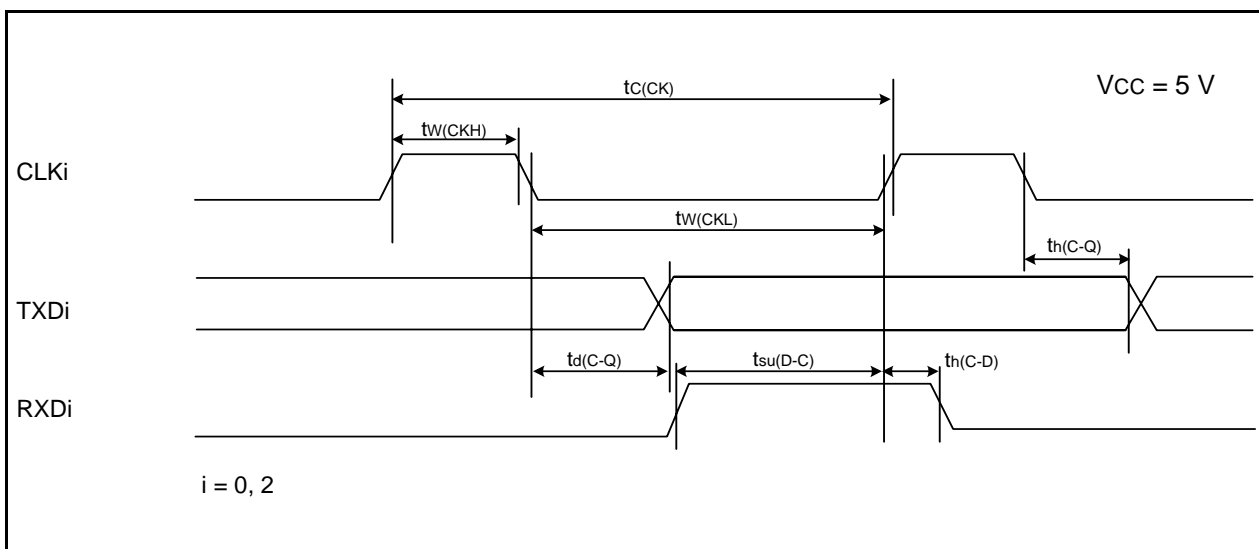 tC(CK)
VCC = 5 V
tW(CKH)
CLKi
tW(CKL)
th(C-Q)
TXDi
td(C-Q)
tsu(D-C)
th(C-D)
RXDi
i = 0, 2